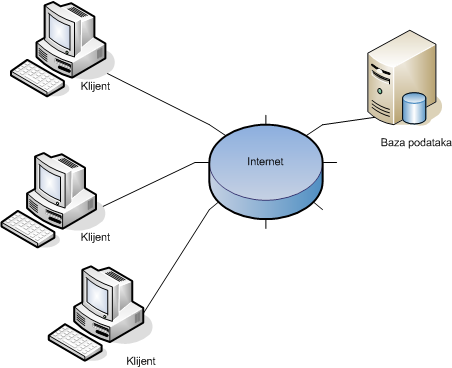 Klijent
Internet
Baza podataka
Klijent
Klijent